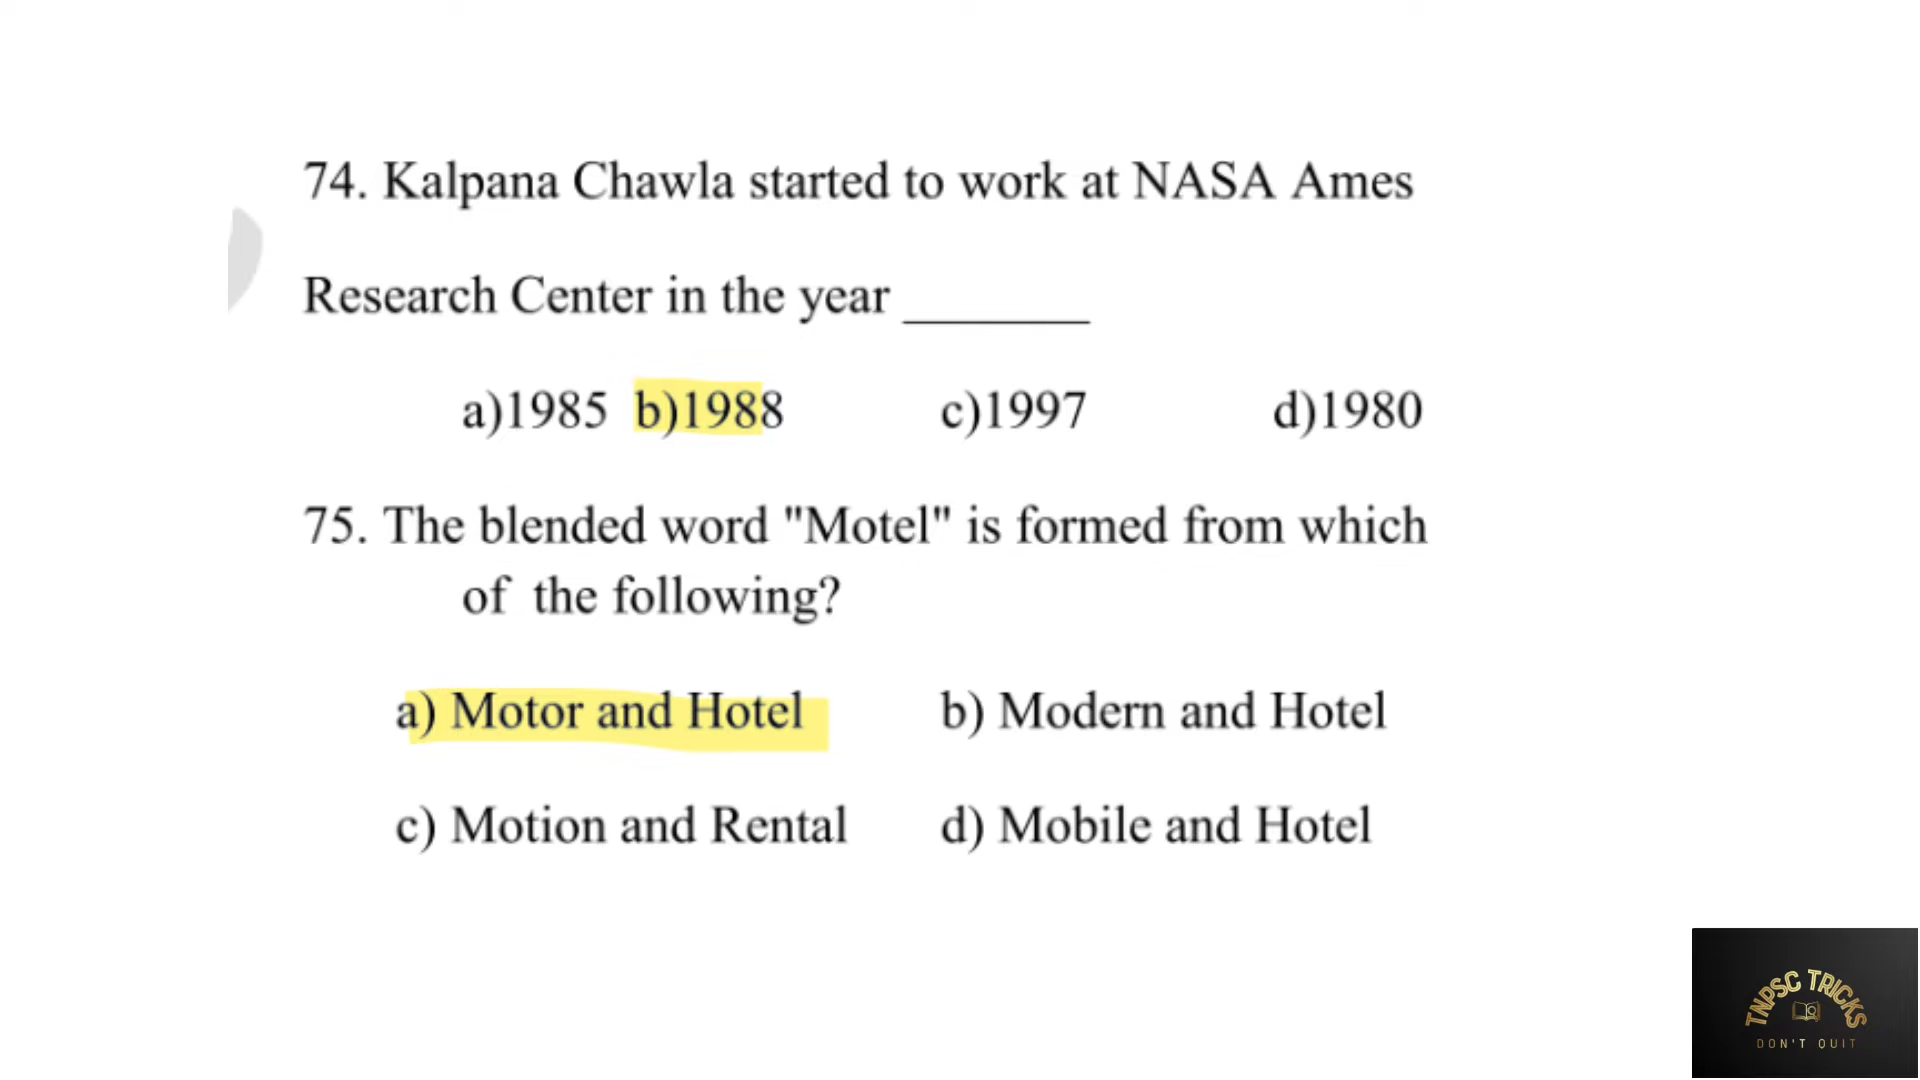 74. Kalpana Chawla started to work at NASA Ames
Research Center in the year _______
a)1985 b)1988 c)1997 d)1980
75. The blended word "Motel" is formed from which
of the following?
a) Motor and Hotel b) Modern and Hotel
c) Motion and Rental d) Mobile and Hotel
TNPSC TRICKS
DON'T QUIT